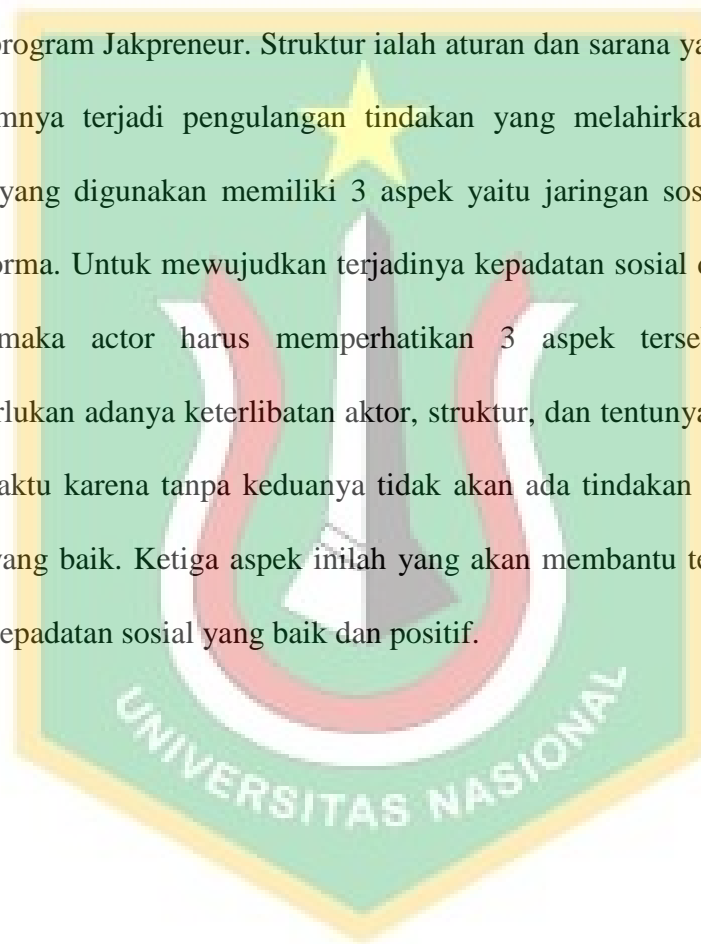 program Jakpreneur. Struktur ialah aturan dan sarana ya
mnya terjadi pengulangan tindakan yang melahirka
yang digunakan memiliki 3 aspek yaitu jaringan sos
orma. Untuk mewujudkan terjadinya kepadatan sosial
maka actor harus memperhatikan 3 aspek terse
rlukan adanya keterlibatan aktor, struktur, dan tentunya
aktu karena tanpa keduanya tidak akan ada tindakan
yang baik. Ketiga aspek inilah yang akan membantu te
kepadatan sosial yang baik dan positif.
UNIVERSITAS NASIONAL